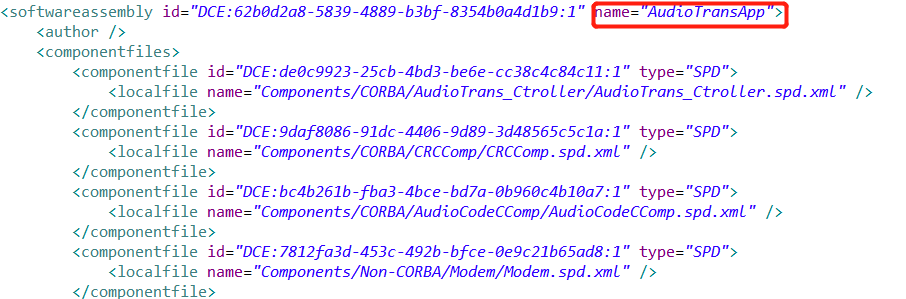 <softwareassembly id="DCE:62b0d2a8-5839-4889-b3bf-8354b0a4d1b9:1" name="AudioTransApp">
<author />
<componentfiles>
<componentfile id="DCE:de0c9923-25cb-4bd3-be6e-cc38c4c84c11:1" type="SPD">
<localfile name="Components/CORBA/AudioTrans_Ctroller/AudioTrans_Ctroller.spd.xml" />
</componentfile>
<componentfile id="DCE:9daf8086-91dc-4406-9d89-3d48565c5c1a:1" type="SPD">
<localfile name="Components/CORBA/CRCComp/CRCComp.spd.xml" />
</componentfile>
<componentfile id="DCE:bc4b261b-fba3-4bce-bd7a-0b960c4b10a7:1" type="SPD">
<localfile name="Components/CORBA/AudioCodeCComp/AudioCodeCComp.spd.xml" />
</componentfile>
<componentfile id="DCE:7812fa3d-453c-492b-bfce-0e9c21b65ad8:1" type="SPD">
<localfile name="Components/Non-CORBA/Modem/Modem.spd.xml" />
</componentfile>